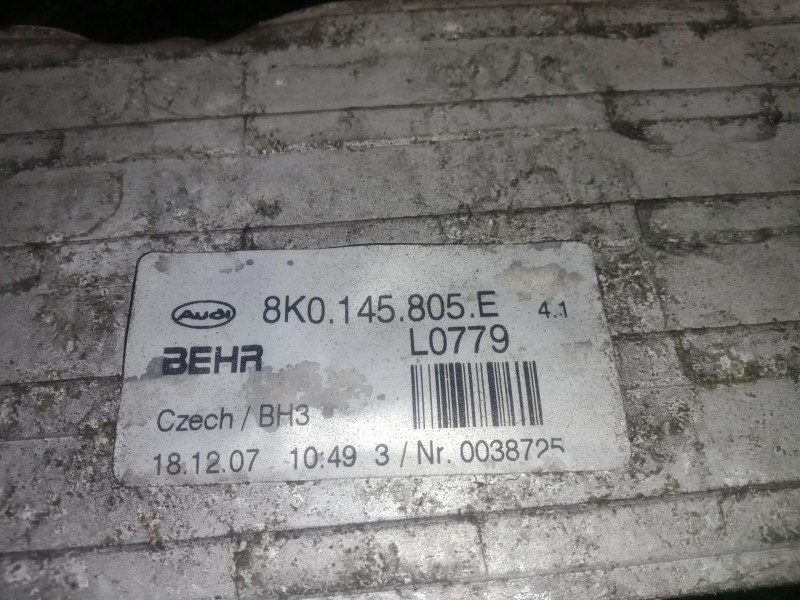 Audi 8K0.145.805.E 4.1
BEHR L0779
Czech / BH3
18.12.07 10:49 3 / Nr. 0038725